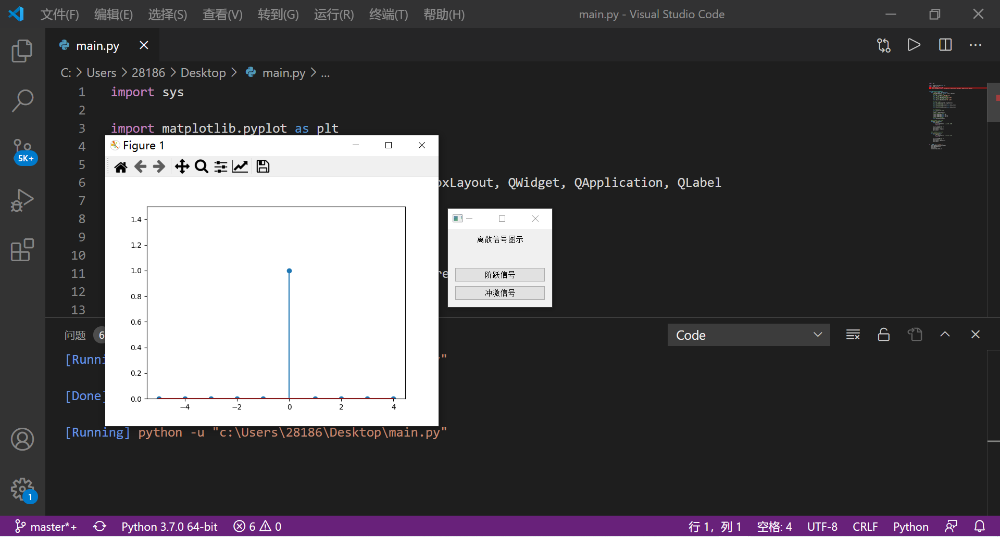 文件(F) 编辑(E) 选择(S) 查看(V) 转到(G) 运行(R) 终端(T) 帮助(H) main.py - Visual Studio Code
main.py
C: > Users > 28186 > Desktop > main.py > ...
1 import sys
2
3 import matplotlib.pyplot as plt
4
5
6 oxLayout, QWidget, QApplication, QLabel
7
8
9
10
11 re
12
13
5K+
Figure 1
1.4
1.2
1.0
0.8
0.6
0.4
0.2
0.0
−4 −2 0 2 4
离散信号图示
阶跃信号
冲激信号
问题 6
Code
[Runni y"
[Done]
[Running] python -u "c:\Users\28186\Desktop\main.py"
1
master*+ Python 3.7.0 64-bit 6 0 行 1，列 1 空格: 4 UTF-8 CRLF Python